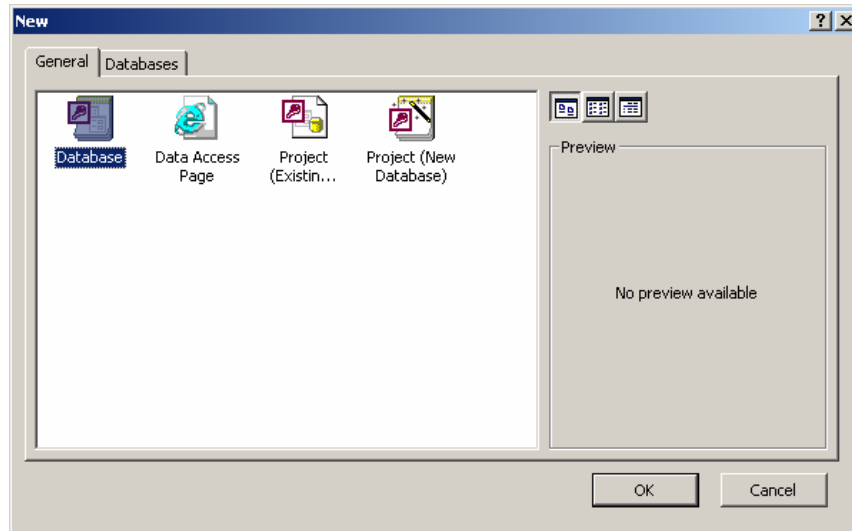 New
General
Databases
Database
Data Access
Page
Project
(Existin...
Project (New
Database)
Preview
No preview available
OK
Cancel